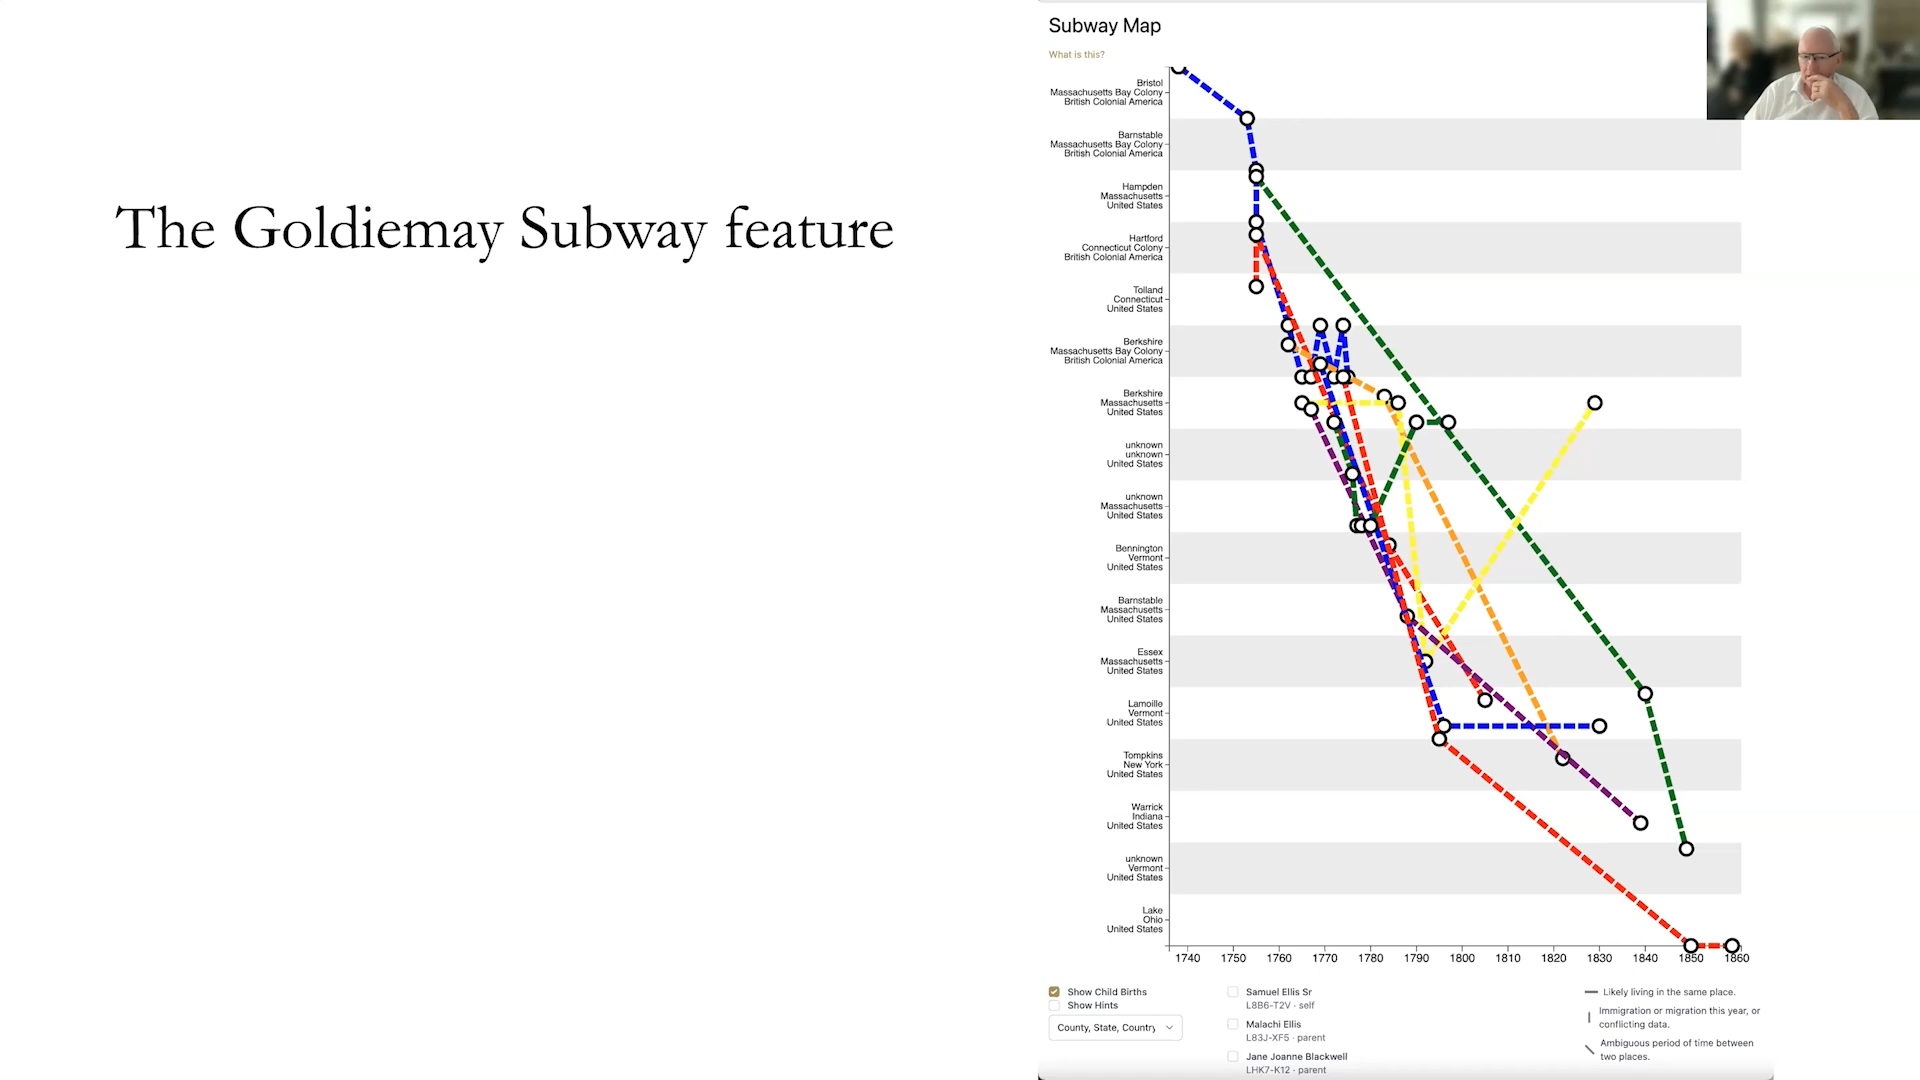 The Goldiemay Subway feature
Subway Map
What is this?
Bristol
Massachusetts Bay Colony
British Colonial America
Barnstable
Massachusetts Bay Colony
British Colonial America
Hampden
Massachusetts
United States
Hartford
Connecticut Colony
British Colonial America
Tolland
Connecticut
United States
Berkshire
Massachusetts Bay Colony
British Colonial America
Berkshire
Massachusetts
United States
unknown
unknown
United States
unknown
Massachusetts
United States
Bennington
Vermont
United States
Barnstable
Massachusetts
United States
Essex
Massachusetts
United States
Lamoille
Vermont
United States
Tompkins
New York
United States
Warrick
Indiana
United States
unknown
Vermont
United States
Lake
Ohio
United States
1740 1750 1760 1770 1780 1790 1800 1810 1820 1830 1840 1850 1860
Show Child Births
Show Hints
County, State, Country
Samuel Ellis Sr
L8B6-T2V · self
Malachi Ellis
L83J-XF5 · parent
Jane Joanne Blackwell
LHK7-K12 · parent
Likely living in the same place.
Immigration or migration this year, or
conflicting data.
Ambiguous period of time between
two places.